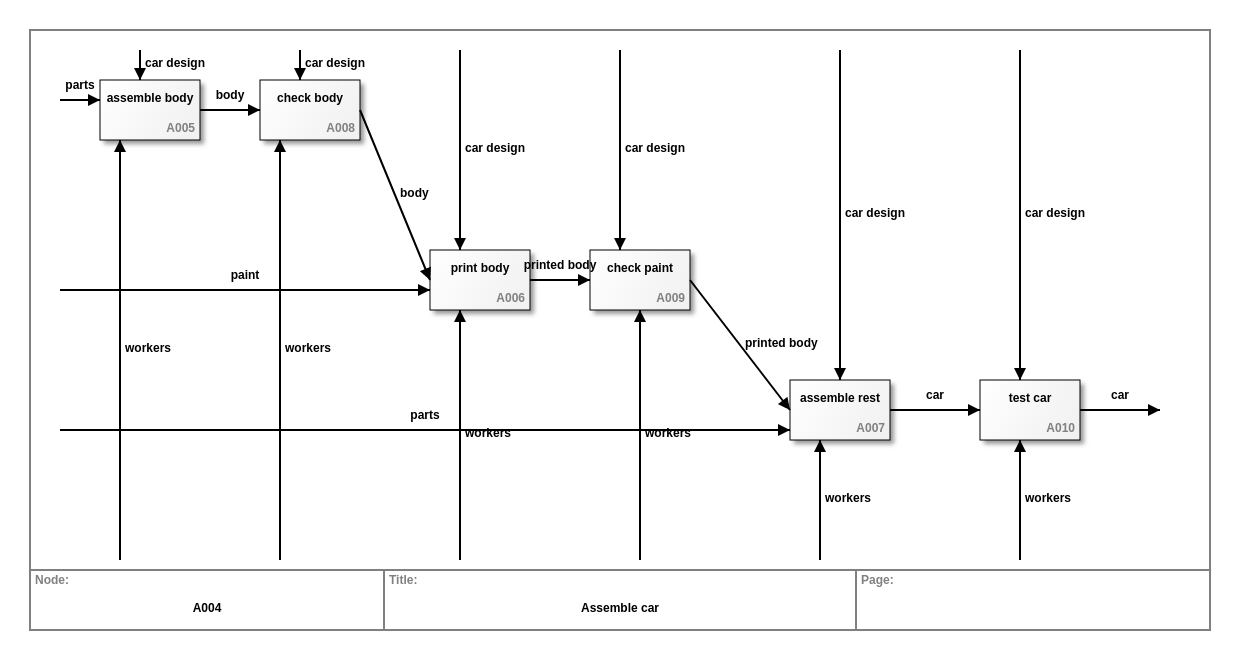 car design
car design
parts
assemble body
A005
body
check body
A008
car design
car design
body
car design
car design
paint
print body
A006
printed body
check paint
A009
workers
workers
printed body
assemble rest
A007
car
test car
A010
car
parts
workers
workers
workers
workers
Node:
A004
Title:
Assemble car
Page: